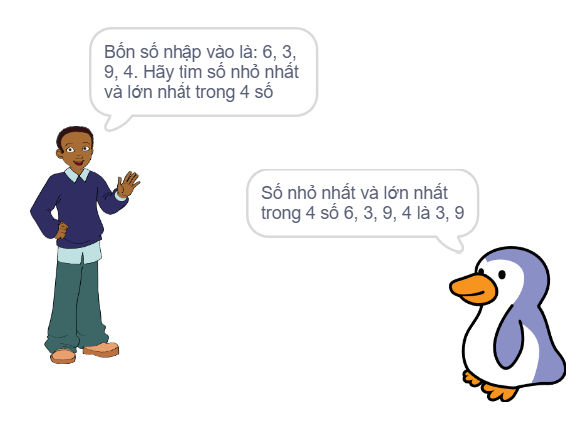 Bốn số nhập vào là: 6, 3,
9, 4. Hãy tìm số nhỏ nhất
và lớn nhất trong 4 số
Số nhỏ nhất và lớn nhất
trong 4 số 6, 3, 9, 4 là 3, 9